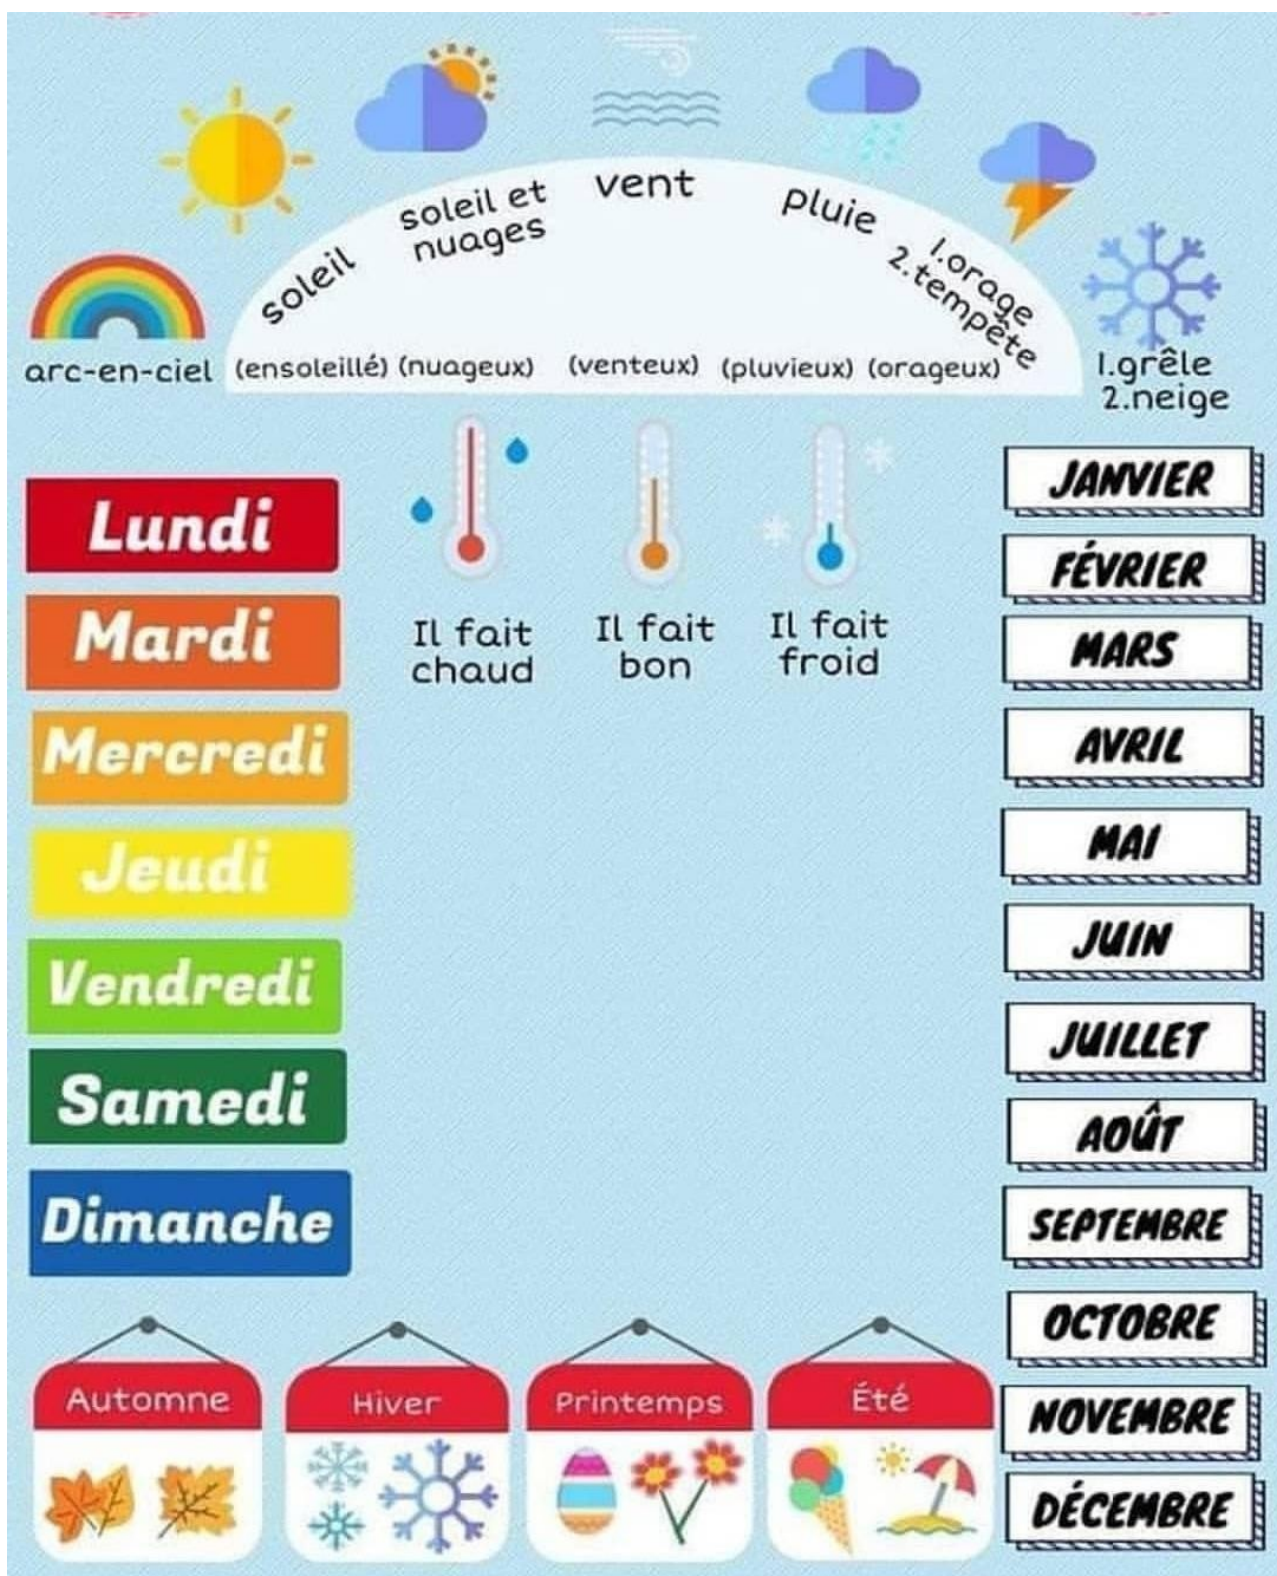 soleil
soleil et
nuages
vent
pluie
1.orage
2.tempête
arc-en-ciel
(ensoleillé)
(nuageux)
(venteux)
(pluvieux)
(orageux)
1.grêle
2.neige
Il fait
chaud
Il fait
bon
Il fait
froid
Lundi
Mardi
Mercredi
Jeudi
Vendredi
Samedi
Dimanche
JANVIER
FÉVRIER
MARS
AVRIL
MAI
JUIN
JUILLET
AOÛT
SEPTEMBRE
OCTOBRE
NOVEMBRE
DÉCEMBRE
Automne
Hiver
Printemps
Été